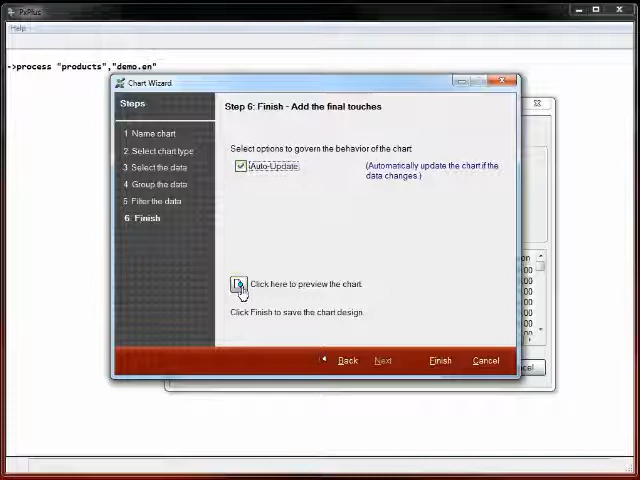 PxPlus
Help
->process "products","demo.en"
Chart Wizard
Steps
1 Name chart
2 Select chart type
3 Select the data
4 Group the data
5 Filter the data
6 Finish
Step 6: Finish - Add the final touches
Select options to govern the behavior of the chart:
Auto-Update
(Automatically update the chart if the
data changes.)
Click here to preview the chart.
Click Finish to save the chart design.
Back
Next
Finish
Cancel